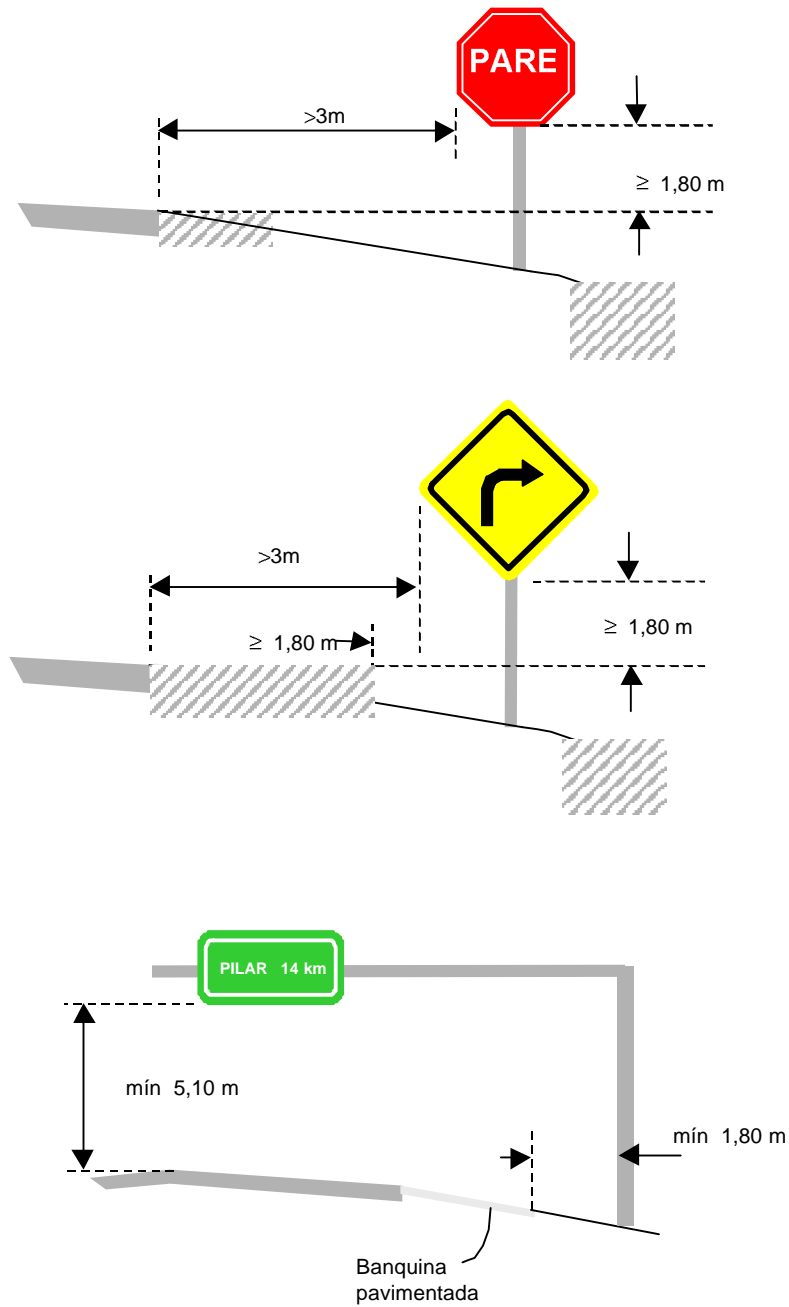 PARE
>3m
≥ 1,80 m
>3m
≥ 1,80 m
≥ 1,80 m
PILAR 14 km
mín 5,10 m
mín 1,80 m
Banquina
pavimentada